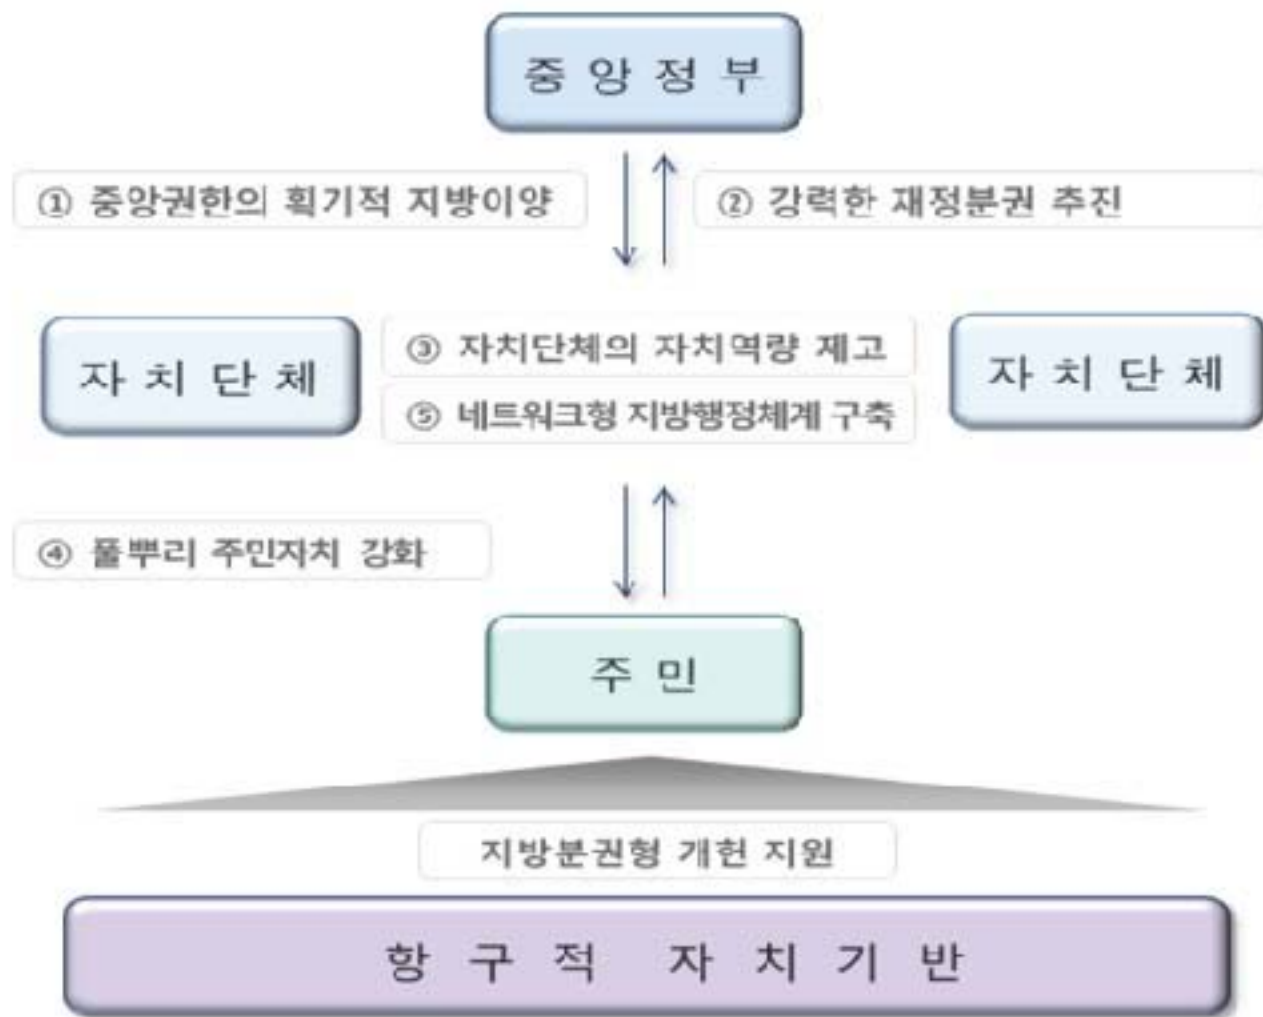 중앙정부
① 중앙권한의 획기적 지방이양
② 강력한 재정분권 추진
자치단체
③ 자치단체의 자치역량 제고
⑤ 네트워크형 지방행정체계 구축
자치단체
④ 풀뿌리 주민자치 강화
주민
지방분권형 개헌 지원
항구적 자치기반